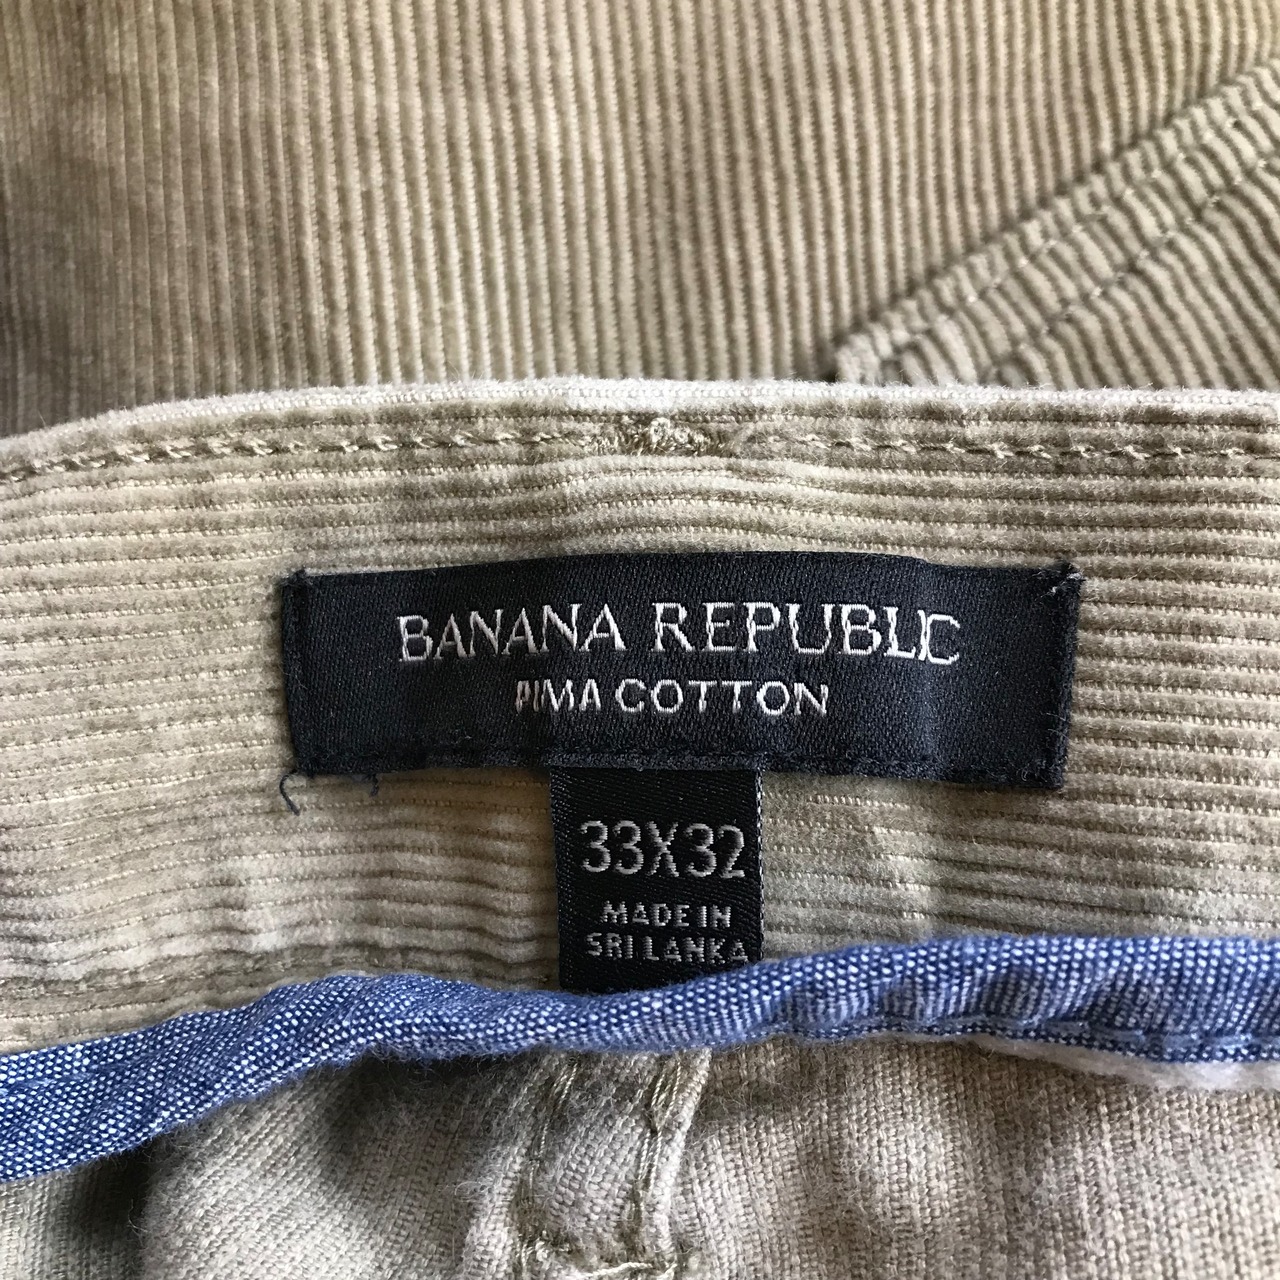 BANANA REPUBLIC
PIMA COTTON
33X32
MADE IN
SRI LANKA